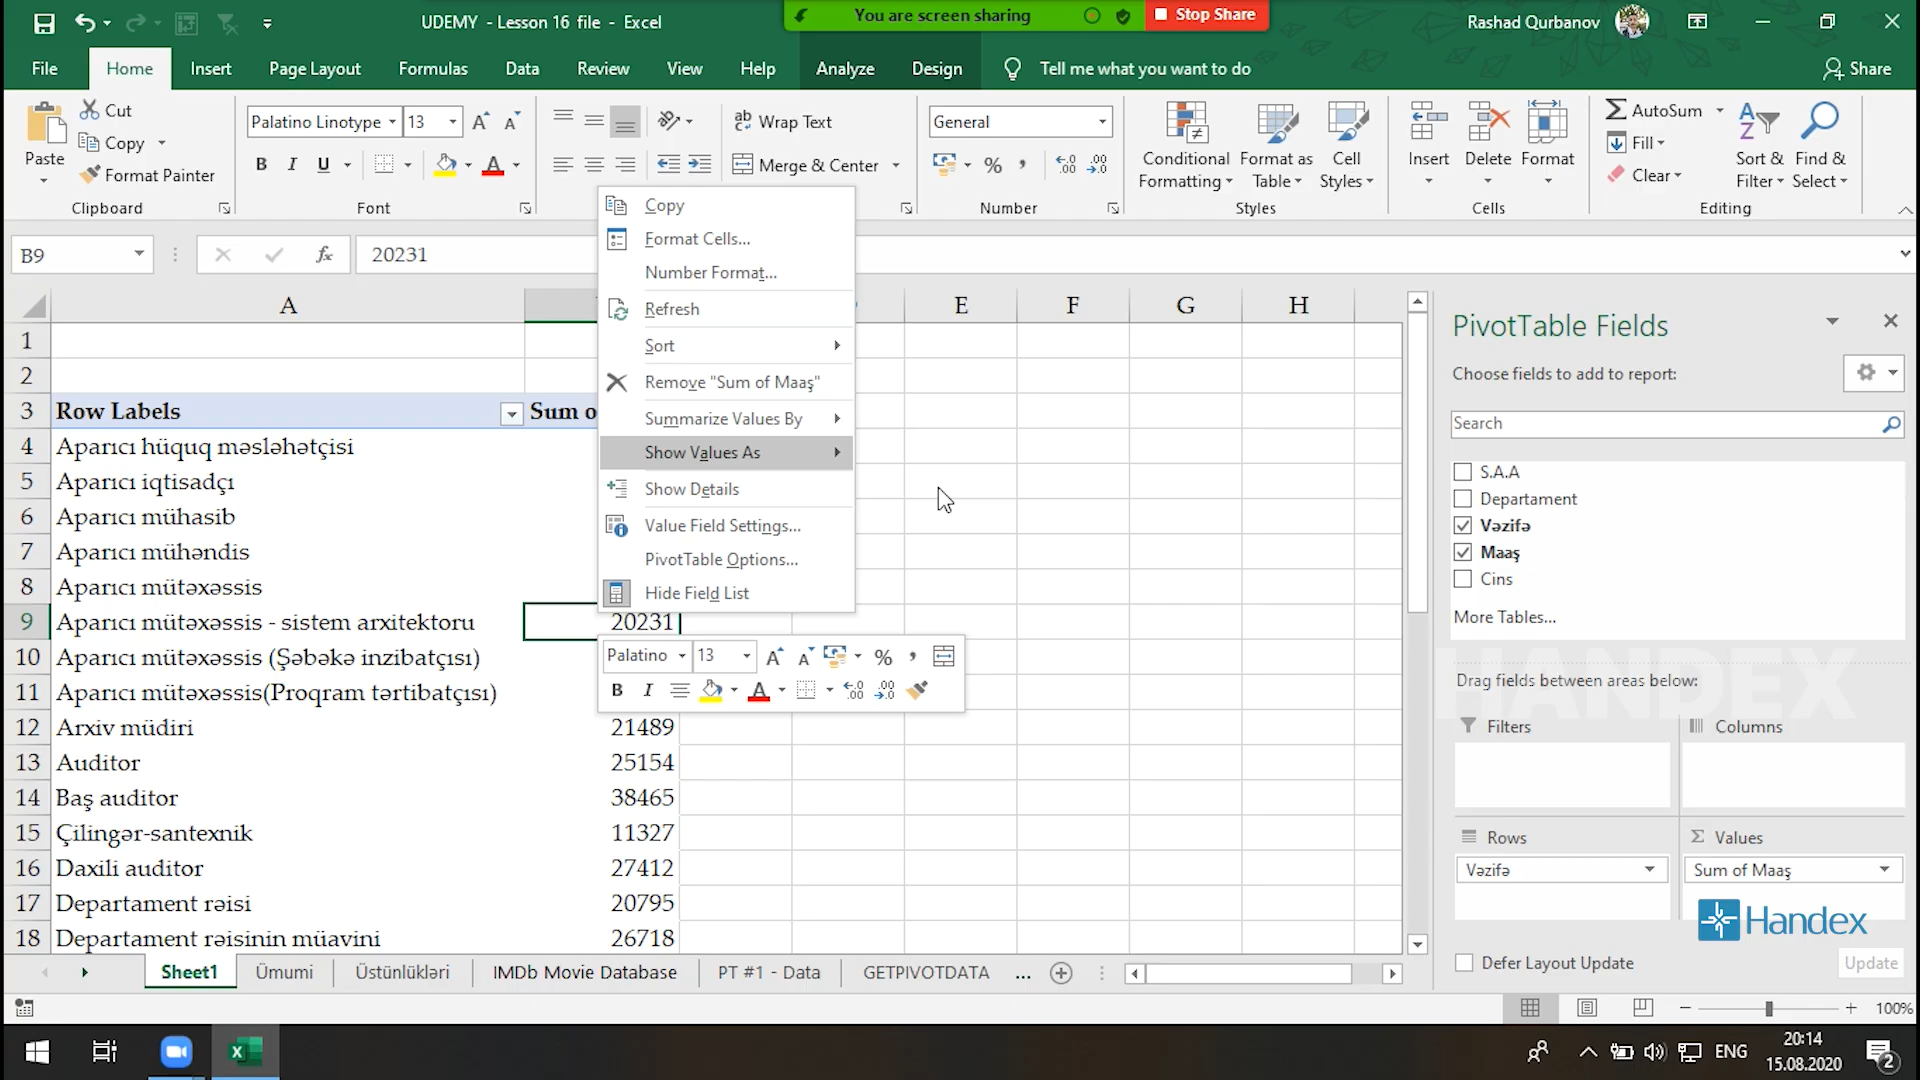 UDEMY - Lesson 16 file - Excel
You are screen sharing
Stop Share
Rashad Qurbanov
File
Home
Insert
Page Layout
Formulas
Data
Review
View
Help
Analyze
Design
Tell me what you want to do
Share
Paste
Cut
Copy
Format Painter
Clipboard
Palatino Linotype
13
B I U
Font
Wrap Text
Merge & Center
General
%
Number
Conditional Formatting
Format as Table
Cell Styles
Styles
Insert
Delete
Format
Cells
AutoSum
Fill
Clear
Sort & Filter
Find & Select
Editing
B9
fx
20231
A
E
F
G
H
1
2
3 Row Labels Sum o
4 Aparıcı hüquq məsləhətçisi
5 Aparıcı iqtisadçı
6 Aparıcı mühasib
7 Aparıcı mühəndis
8 Aparıcı mütəxəssis
9 Aparıcı mütəxəssis - sistem arxitektoru 20231
10 Aparıcı mütəxəssis (Şəbəkə inzibatçısı)
11 Aparıcı mütəxəssis(Proqram tərtibatçısı)
12 Arxiv müdiri 21489
13 Auditor 25154
14 Baş auditor 38465
15 Çilingər-santexnik 11327
16 Daxili auditor 27412
17 Departament rəisi 20795
18 Departament rəisinin müavini 26718
Copy
Format Cells...
Number Format...
Refresh
Sort
Remove "Sum of Maaş"
Summarize Values By
Show Values As
Show Details
Value Field Settings...
PivotTable Options...
Hide Field List
Palatino 13 %
B I
PivotTable Fields
Choose fields to add to report:
Search
S.A.A
Departament
Vəzifə
Maaş
Cins
More Tables...
HANDEX
Drag fields between areas below:
Filters
Columns
Rows
Values
Vəzifə
Sum of Maaş
Handex
Defer Layout Update
Update
Sheet1
Ümumi
Üstünlükləri
IMDb Movie Database
PT #1 - Data
GETPIVOTDATA
...
100%
ENG
20:14
15.08.2020
2